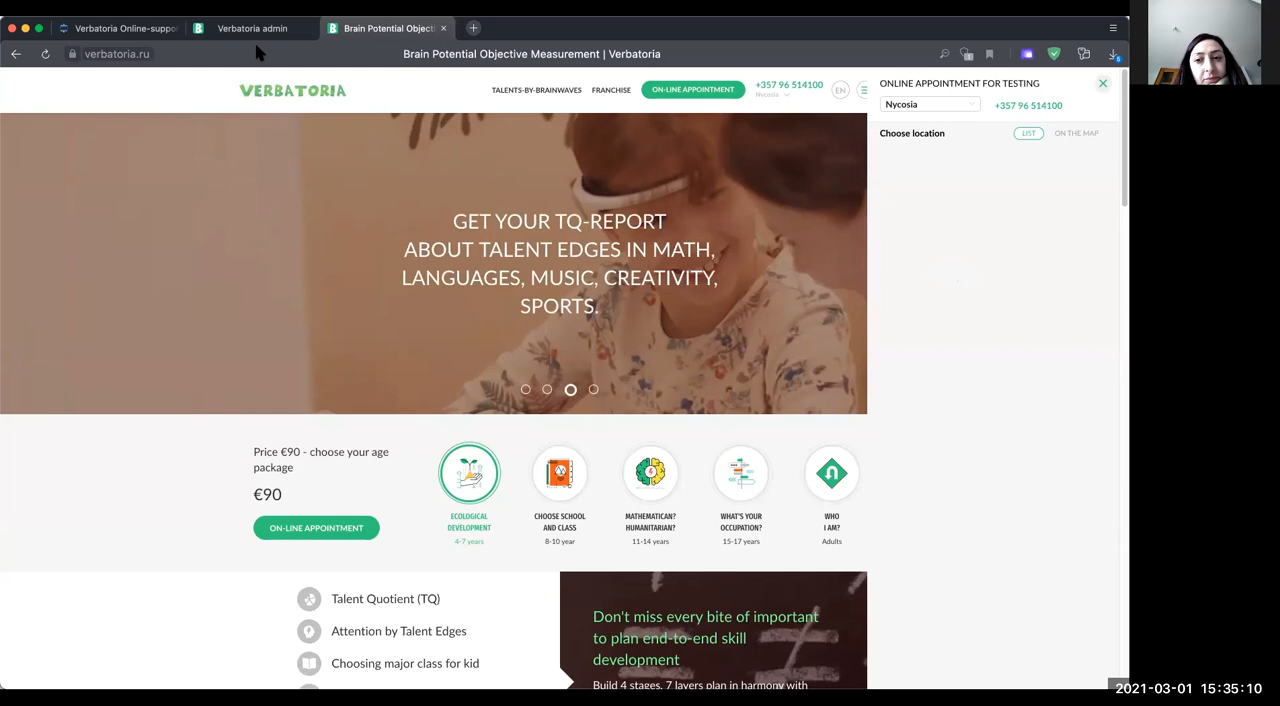 Verbatoria Online-suppo
Verbatoria admin
Brain Potential Objecti
verbatoria.ru
Brain Potential Objective Measurement | Verbatoria
VERBATORIA
TALENTS-BY-BRAINWAVES
FRANCHISE
ON-LINE APPOINTMENT
+357 96 514100
Nycosia
EN
ONLINE APPOINTMENT FOR TESTING
Nycosia
+357 96 514100
Choose location
LIST
ON THE MAP
GET YOUR TQ-REPORT
ABOUT TALENT EDGES IN MATH,
LANGUAGES, MUSIC, CREATIVITY,
SPORTS.
Price €90 - choose your age
package
€90
ON-LINE APPOINTMENT
ECOLOGICAL
DEVELOPMENT
4-7 years
CHOOSE SCHOOL
AND CLASS
8-10 year
MATHEMATICAN?
HUMANITARIAN?
11-14 years
WHAT'S YOUR
OCCUPATION?
15-17 years
WHO
I AM?
Adults
Talent Quotient (TQ)
Attention by Talent Edges
Choosing major class for kid
Don't miss every bite of important
to plan end-to-end skill
development
Build 4 stages, 7 layers plan in harmony with
2021-03-01 15:35:10